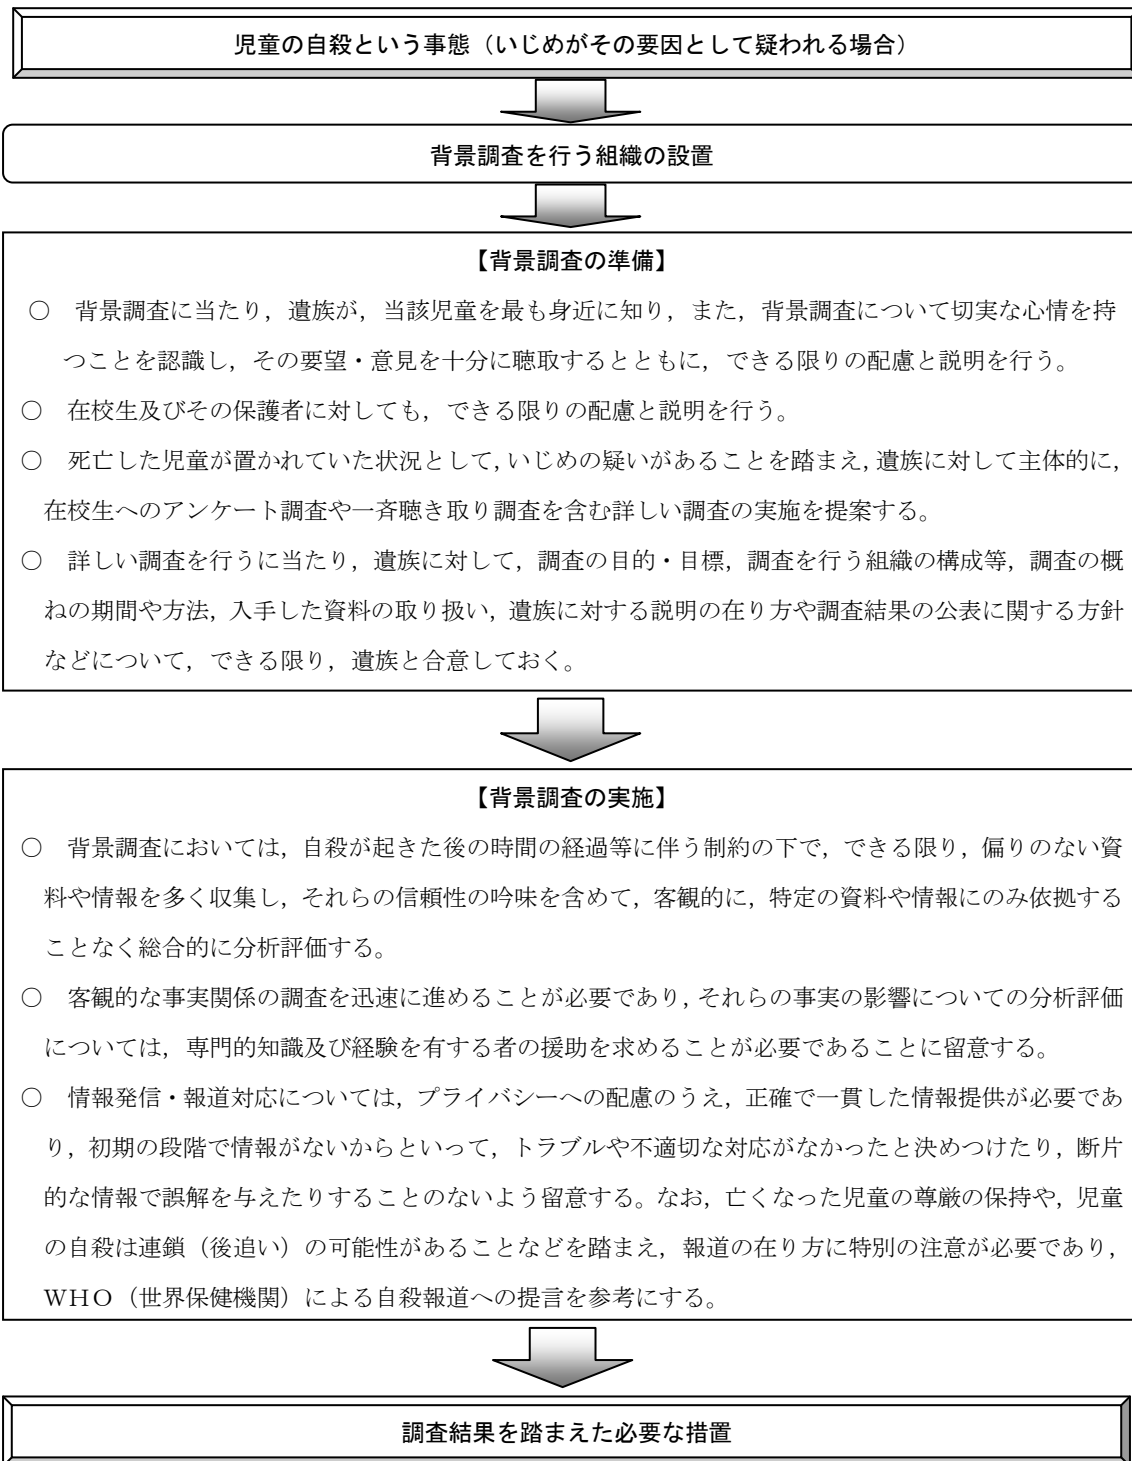 児童の自殺という事態（いじめがその要因として疑われる場合）
背景調査を行う組織の設置
【背景調査の準備】
○　背景調査に当たり，遺族が，当該児童を最も身近に知り，また，背景調査について切実な心情を持
つことを認識し，その要望・意見を十分に聴取するとともに，できる限りの配慮と説明を行う。
○　在校生及びその保護者に対しても，できる限りの配慮と説明を行う。
○　死亡した児童が置かれていた状況として，いじめの疑いがあることを踏まえ，遺族に対して主体的に，
在校生へのアンケート調査や一斉聴き取り調査を含む詳しい調査の実施を提案する。
○　詳しい調査を行うに当たり，遺族に対して，調査の目的・目標，調査を行う組織の構成等，調査の概
ねの期間や方法，入手した資料の取り扱い，遺族に対する説明の在り方や調査結果の公表に関する方針
などについて，できる限り，遺族と合意しておく。
【背景調査の実施】
○　背景調査においては，自殺が起きた後の時間の経過等に伴う制約の下で，できる限り，偏りのない資
料や情報を多く収集し，それらの信頼性の吟味を含めて，客観的に，特定の資料や情報にのみ依拠する
ことなく総合的に分析評価する。
○　客観的な事実関係の調査を迅速に進めることが必要であり，それらの事実の影響についての分析評価
については，専門的知識及び経験を有する者の援助を求めることが必要であることに留意する。
○　情報発信・報道対応については，プライバシーへの配慮のうえ，正確で一貫した情報提供が必要であ
り，初期の段階で情報がないからといって，トラブルや不適切な対応がなかったと決めつけたり，断片
的な情報で誤解を与えたりすることのないよう留意する。なお，亡くなった児童の尊厳の保持や，児童
の自殺は連鎖（後追い）の可能性があることなどを踏まえ，報道の在り方に特別の注意が必要であり，
ＷＨＯ（世界保健機関）による自殺報道への提言を参考にする。
調査結果を踏まえた必要な措置